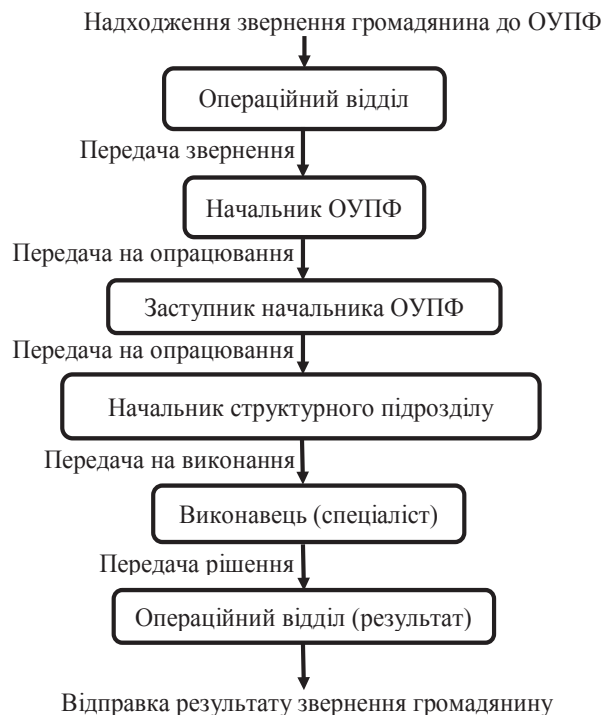 Надходження звернення громадянина до ОУПФ
Операційний відділ
Передача звернення
Начальник ОУПФ
Передача на опрацювання
Заступник начальника ОУПФ
Передача на опрацювання
Начальник структурного підрозділу
Передача на виконання
Виконавець (спеціаліст)
Передача рішення
Операційний відділ (результат)
Відправка результату звернення громадянину